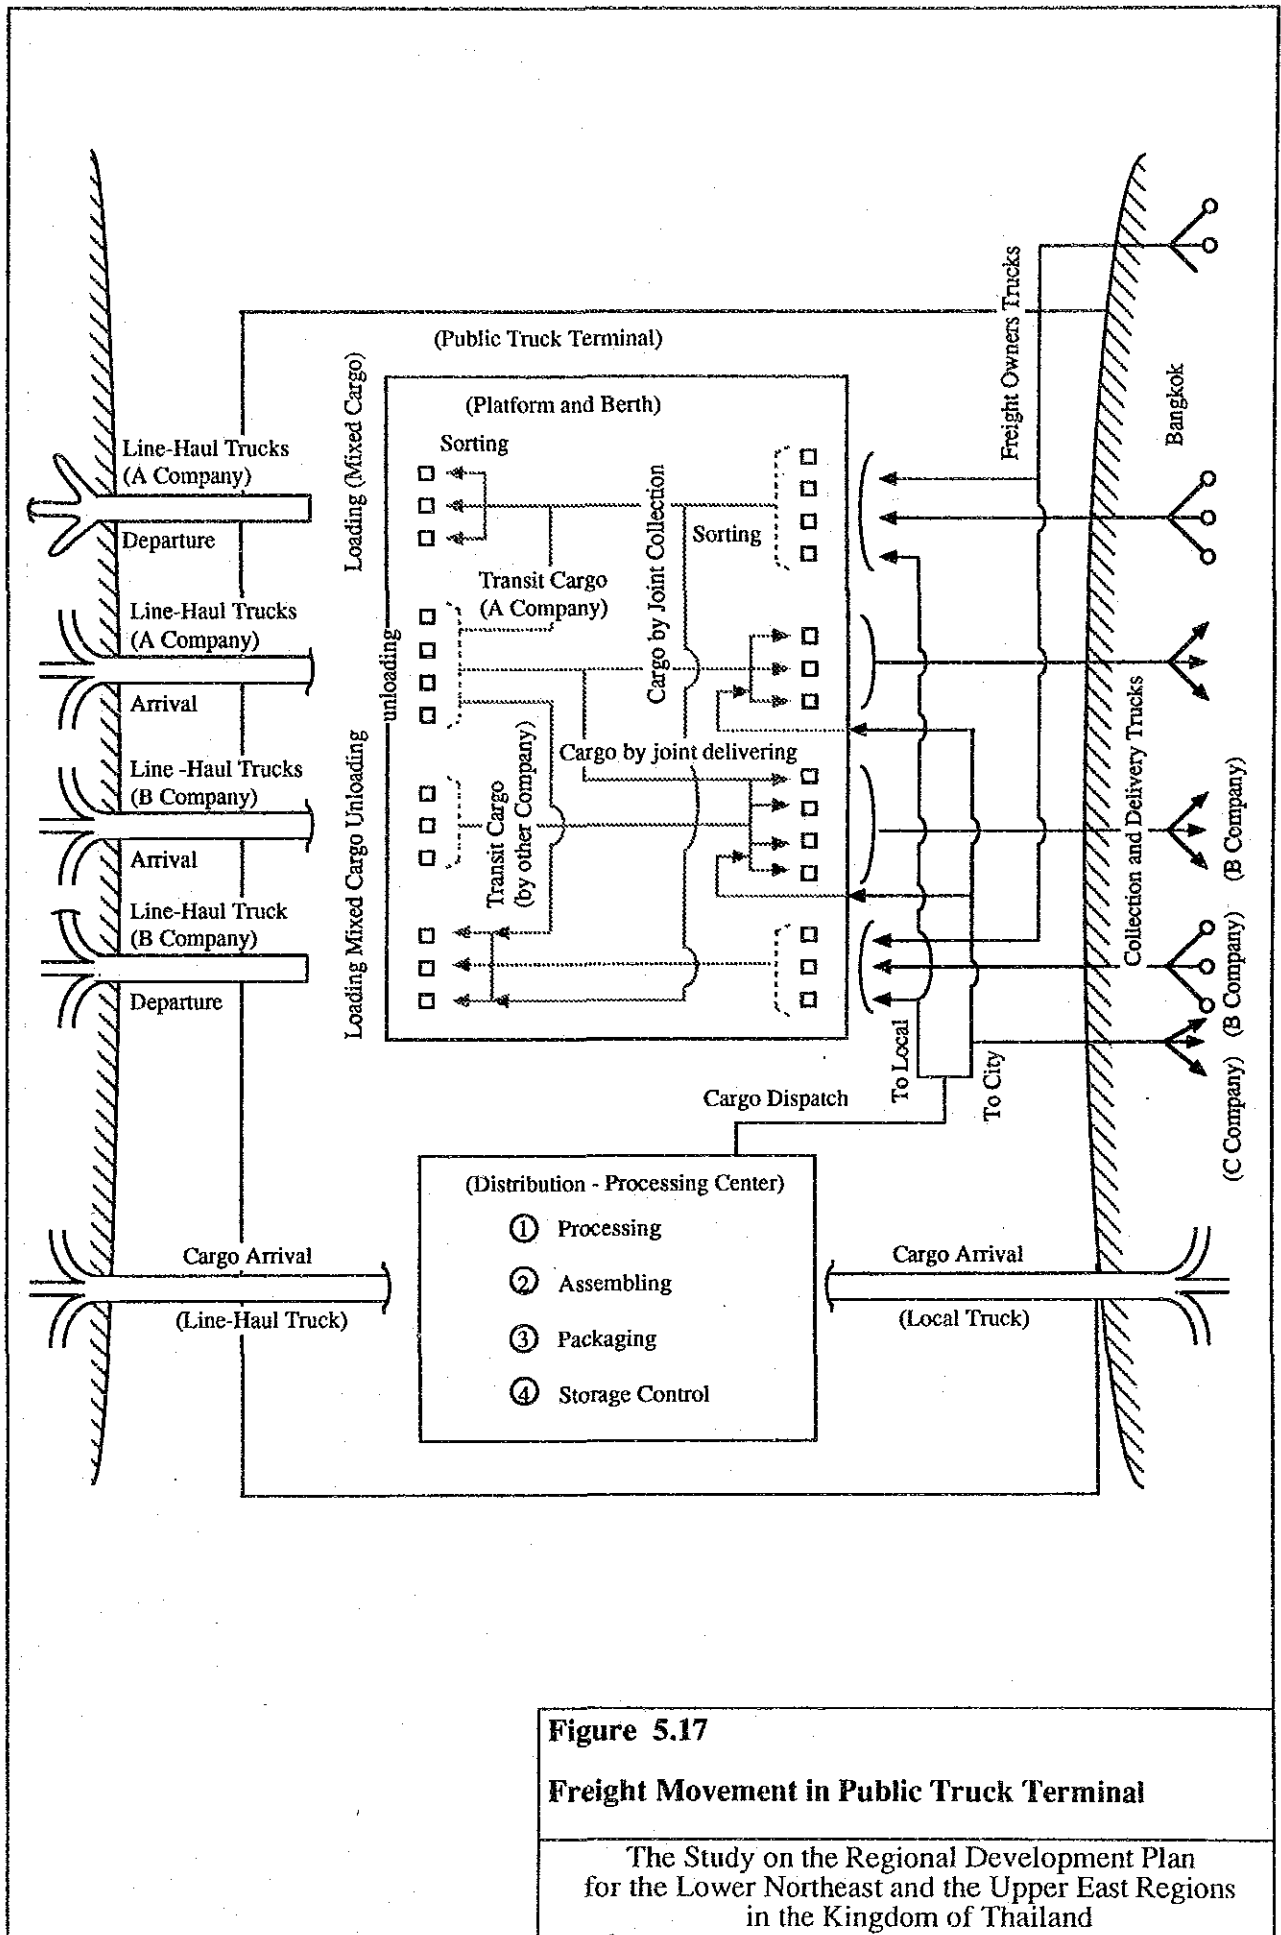 (Public Truck Terminal)
(Platform and Berth)
Sorting
Loading (Mixed Cargo)
Line-Haul Trucks
(A Company)
Departure
Freight Owners Trucks
Bangkok
Cargo by Joint Collection
Sorting
Transit Cargo
(A Company)
Line-Haul Trucks
(A Company)
Arrival
unloading
Cargo by joint delivering
Line -Haul Trucks
(B Company)
Arrival
Loading Mixed Cargo Unloading
Transit Cargo
(by other Company)
Collection and Delivery Trucks
(B Company)
Line-Haul Truck
(B Company)
Departure
(B Company)
(C Company)
To Local
To City
Cargo Dispatch
(Distribution - Processing Center)
1 Processing
2 Assembling
3 Packaging
4 Storage Control
Cargo Arrival
(Line-Haul Truck)
Cargo Arrival
(Local Truck)
Figure 5.17
Freight Movement in Public Truck Terminal
The Study on the Regional Development Plan
for the Lower Northeast and the Upper East Regions
in the Kingdom of Thailand